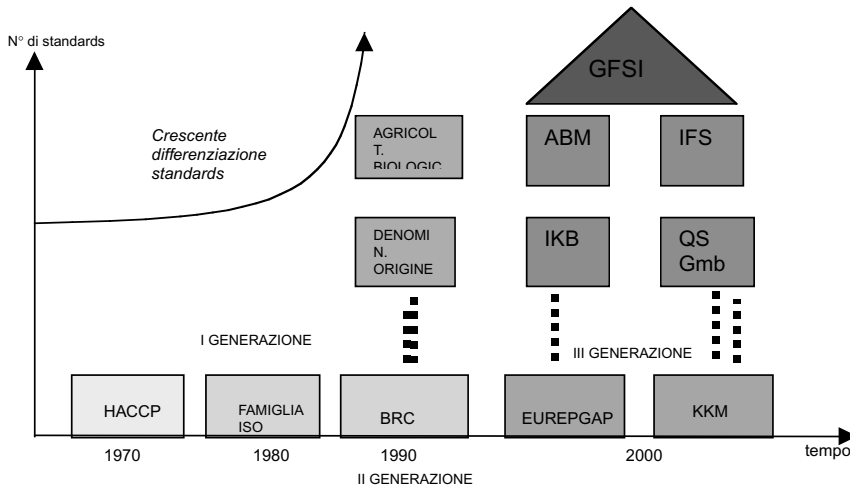 N° di standards
GFSI
Crescente
differenziazione
standards
AGRICOL
T.
BIOLOGIC
ABM
IFS
DENOMI
N.
ORIGINE
IKB
QS
Gmb
I GENERAZIONE
III GENERAZIONE
HACCP
FAMIGLIA
ISO
BRC
EUREPGAP
KKM
tempo
1970
1980
1990
2000
II GENERAZIONE